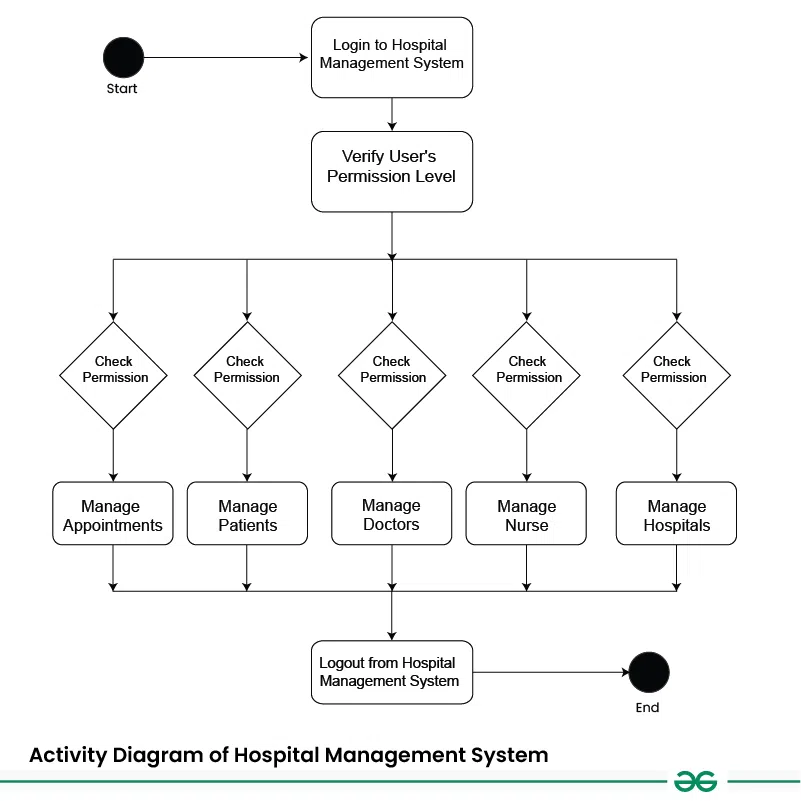 Login to Hospital
Management System
Start
Verify User's
Permission Level
Check
Permission
Check
Permission
Check
Permission
Check
Permission
Check
Permission
Manage
Appointments
Manage
Patients
Manage
Doctors
Manage
Nurse
Manage
Hospitals
Logout from Hospital
Management System
End
Activity Diagram of Hospital Management System